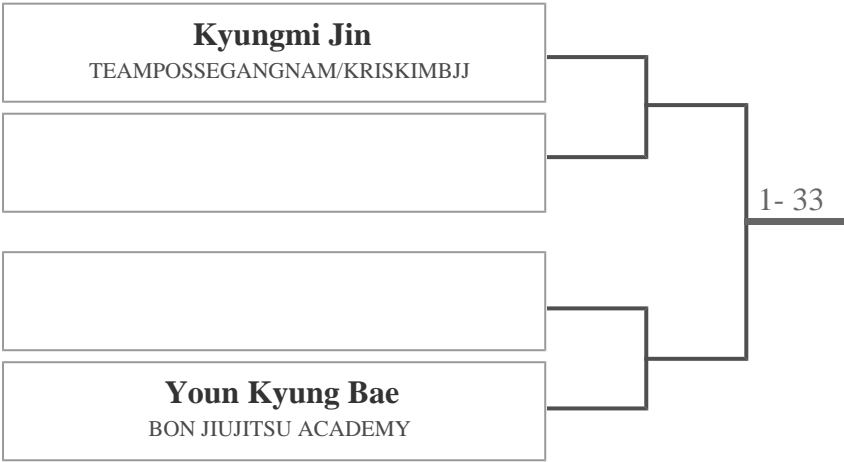 Kyungmi Jin
TEAMPOSSEGANGNAM/KRISKIMBJJ
1- 33
Youn Kyung Bae
BON JIUJITSU ACADEMY